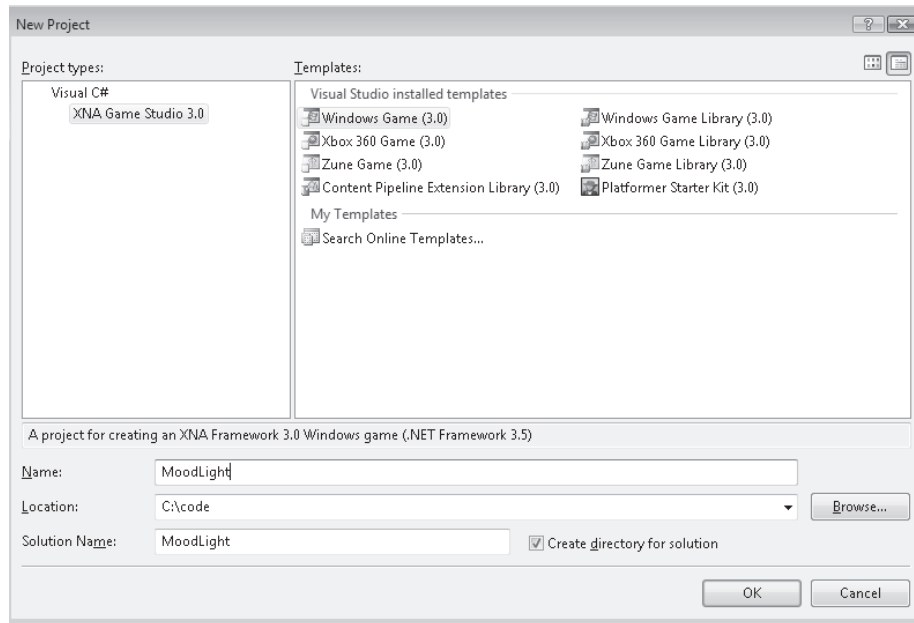 New Project
Project types:
Templates:
Visual C#
XNA Game Studio 3.0
Visual Studio installed templates
Windows Game (3.0)
Windows Game Library (3.0)
Xbox 360 Game (3.0)
Xbox 360 Game Library (3.0)
Zune Game (3.0)
Zune Game Library (3.0)
Content Pipeline Extension Library (3.0)
Platformer Starter Kit (3.0)
My Templates
Search Online Templates...
A project for creating an XNA Framework 3.0 Windows game (.NET Framework 3.5)
Name:
MoodLight
Location:
C:\code
Browse...
Solution Name:
MoodLight
Create directory for solution
OK
Cancel